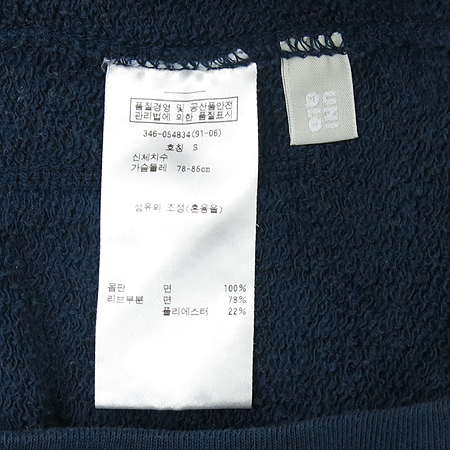 품질경영 및 공산품안전
관리법에 의한 품질표시
346-054834(91-06)
호칭 S
신체치수
가슴둘레 78-86cm
섬유의 조성(혼용율)
몸판 면 100%
리브부분 면 78%
폴리에스터 22%
UNI
QLO